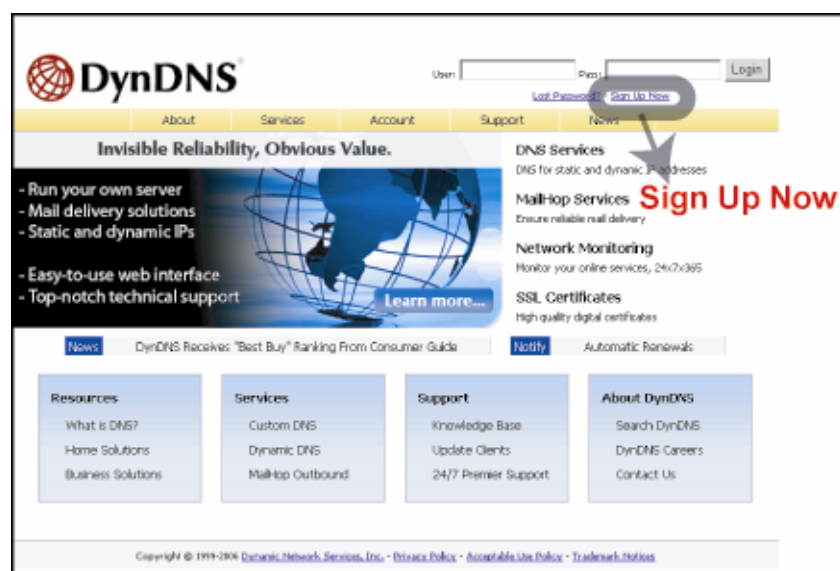 DynDNS
User: Pass: Login
Lost Password? - Sign Up Now
About Services Account Support News
Invisible Reliability, Obvious Value.
- Run your own server
- Mail delivery solutions
- Static and dynamic IPs
- Easy-to-use web interface
- Top-notch technical support
Learn more...
DNS Services
DNS for static and dynamic IP addresses
MailHop Services
Ensure reliable mail delivery
Sign Up Now
Network Monitoring
Monitor your online services, 24x7x365
SSL Certificates
High quality digital certificates
News DynDNS Receives "Best Buy" Ranking From Consumer Guide
Notify Automatic Renewals
Resources
What is DNS?
Home Solutions
Business Solutions
Services
Custom DNS
Dynamic DNS
MailHop Outbound
Support
Knowledge Base
Update Clients
24/7 Premier Support
About DynDNS
Search DynDNS
DynDNS Careers
Contact Us
Copyright © 1999-2006 Dynamic Network Services, Inc. - Privacy Policy - Acceptable Use Policy - Trademark Notices